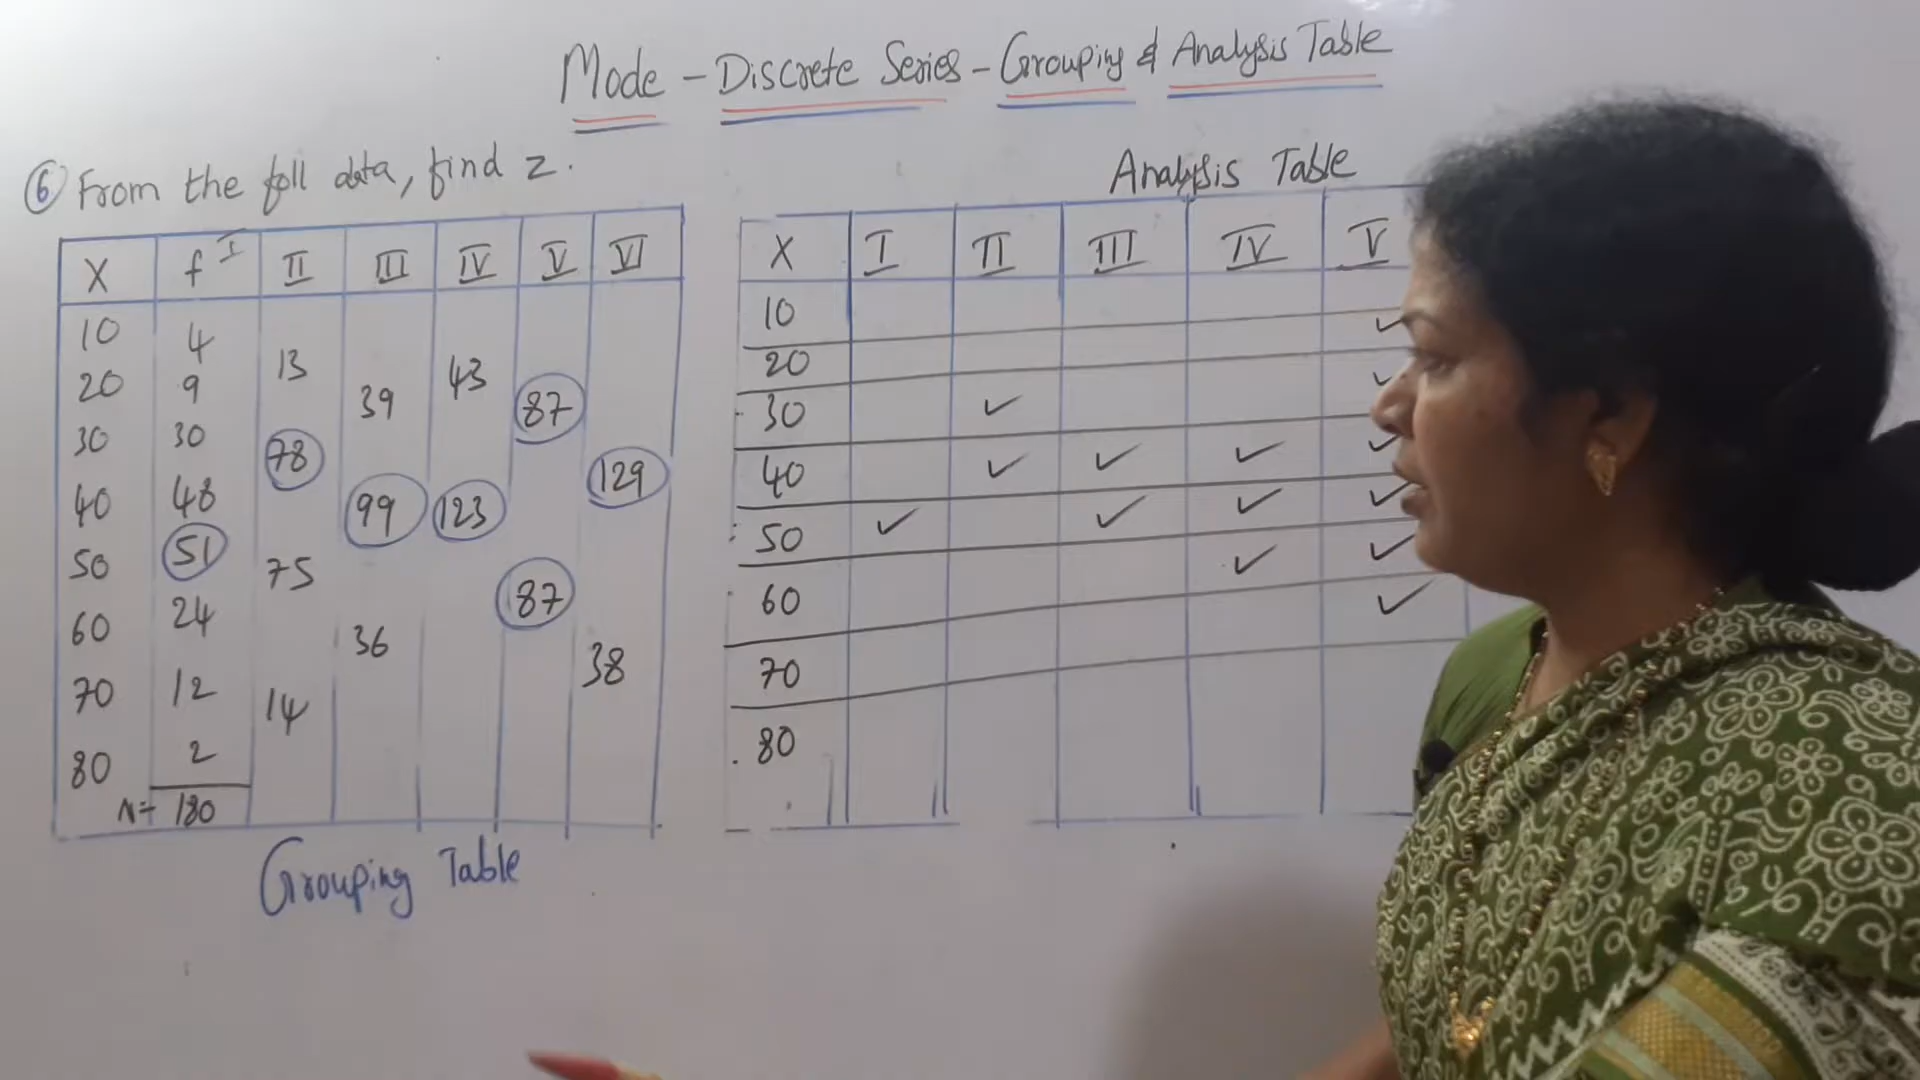 Mode - Discrete Series - Grouping & Analysis Table
⑥ From the foll data, find z.
X f I II III IV V VI
10 4
13
20 9
39 43
30 30
78 87
40 48
99 123 129
50 51
75
60 24
36 87
70 12
14 38
80 2
N= 180
Grouping Table
Analysis Table
X I II III IV V
10 ✓
20 ✓
30 ✓ ✓
40 ✓ ✓ ✓ ✓
50 ✓ ✓ ✓ ✓
60 ✓ ✓
70
80